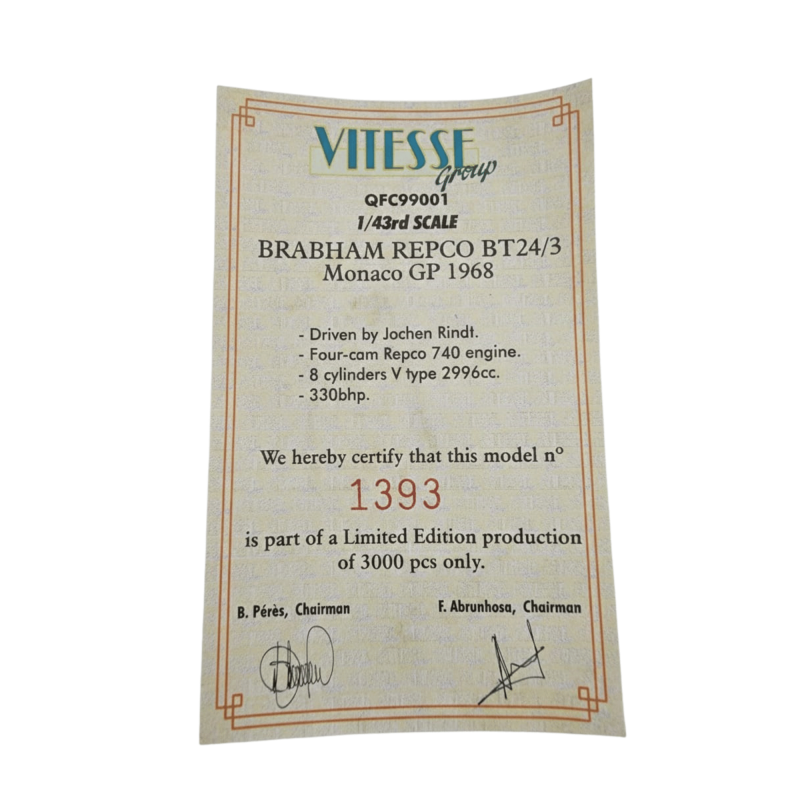 VITESSE
Group
QFC99001
1/43rd SCALE
BRABHAM REPCO BT24/3
Monaco GP 1968
- Driven by Jochen Rindt.
- Four-cam Repco 740 engine.
- 8 cylinders V type 2996cc.
- 330bhp.
We hereby certify that this model nº
1393
is part of a Limited Edition production
of 3000 pcs only.
B. Pérès, Chairman
F. Abrunhosa, Chairman